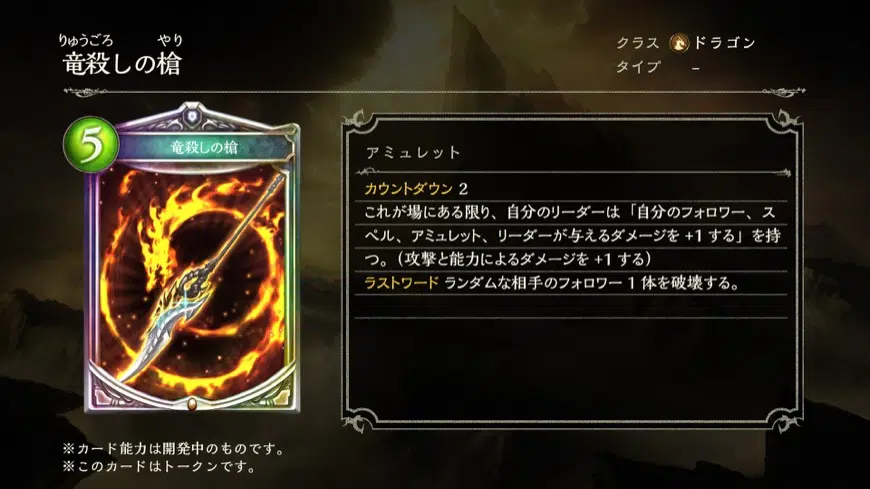 りゅうごろ やり
竜殺しの槍
クラス ドラゴン
タイプ –
5
竜殺しの槍
アミュレット
カウントダウン 2
これが場にある限り、自分のリーダーは「自分のフォロワー、ス
ペル、アミュレット、リーダーが与えるダメージを +1 する」を持
つ。（攻撃と能力によるダメージを +1 する）
ラストワード ランダムな相手のフォロワー 1 体を破壊する。
※カード能力は開発中のものです。
※このカードはトークンです。